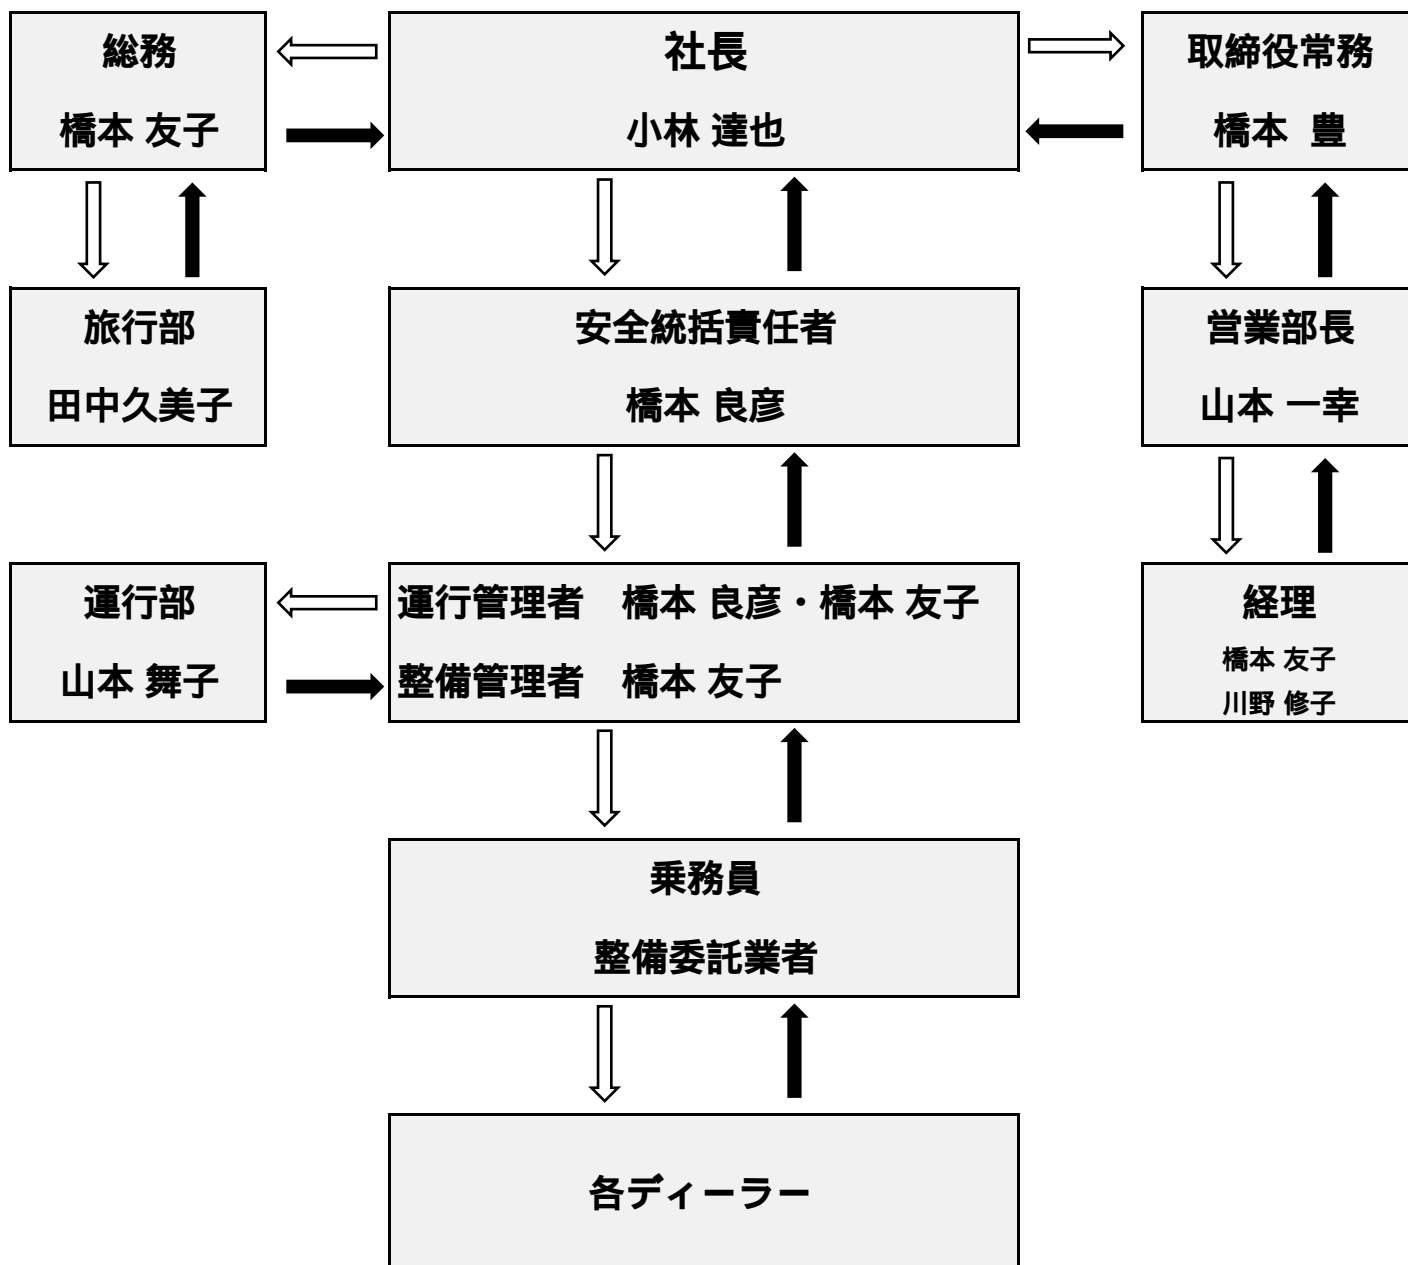 総務
橋本 友子
社長
小林 達也
取締役常務
橋本 豊
旅行部
田中久美子
安全統括責任者
橋本 良彦
営業部長
山本 一幸
運行部
山本 舞子
運行管理者　橋本 良彦・橋本 友子
整備管理者　橋本 友子
経理
橋本 友子
川野 修子
乗務員
整備委託業者
各ディーラー